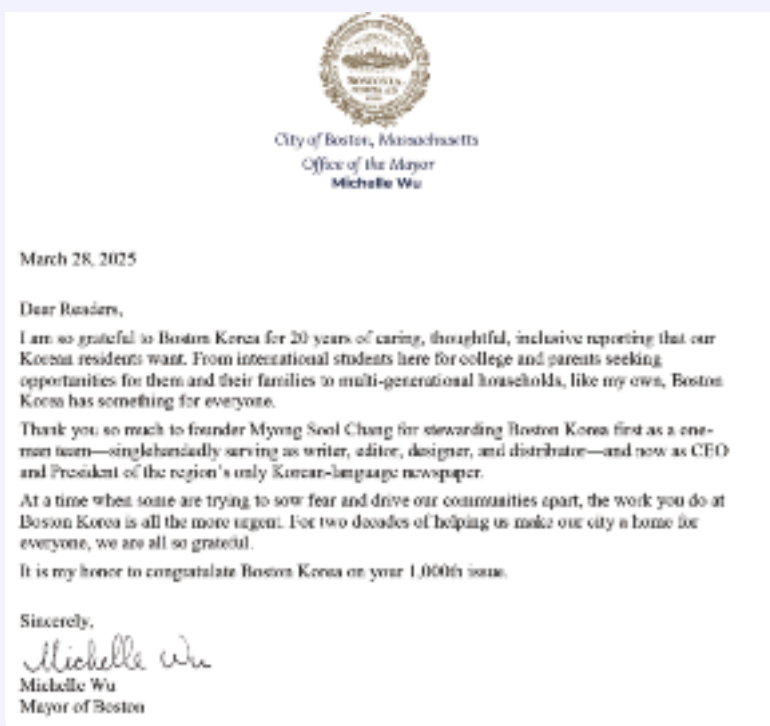 BOSTONIA
City of Boston, Massachusetts
Office of the Mayor
Michelle Wu
March 28, 2025
Dear Readers,
I am so grateful to Boston Korea for 20 years of caring, thoughtful, inclusive reporting that our
Korean residents want. From international students here for college and parents seeking
opportunities for them and their families to multi-generational households, like my own, Boston
Korea has something for everyone.
Thank you so much to founder Myong Sool Chang for stewarding Boston Korea first as a one-
man team—singlehandedly serving as writer, editor, designer, and distributor—and now as CEO
and President of the region's only Korean-language newspaper.
At a time when some are trying to sow fear and drive our communities apart, the work you do at
Boston Korea is all the more urgent. For two decades of helping us make our city a home for
everyone, we are all so grateful.
It is my honor to congratulate Boston Korea on your 1,000th issue.
Sincerely,
Michelle Wu
Michelle Wu
Mayor of Boston